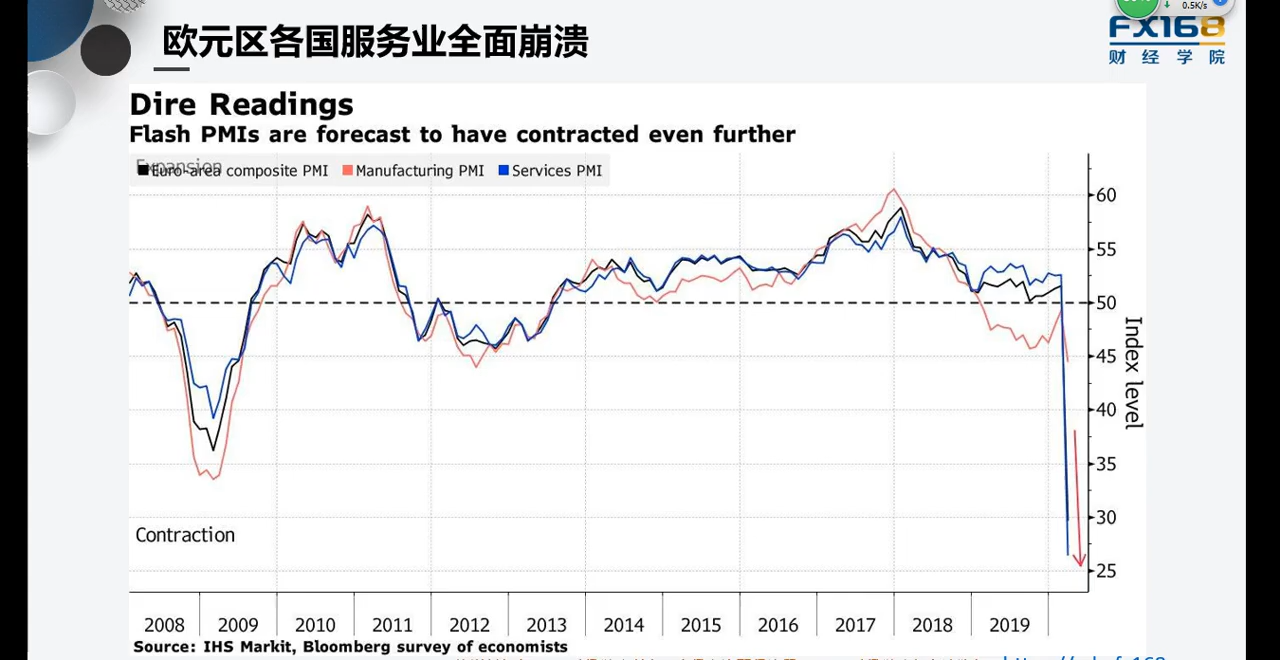 0.5K/s
欧元区各国服务业全面崩溃
FX168
财经学院
Dire Readings
Flash PMIs are forecast to have contracted even further
Expansion
Euro-area composite PMI Manufacturing PMI Services PMI
60
55
50
45
40
35
30
25
Index level
Contraction
2008 2009 2010 2011 2012 2013 2014 2015 2016 2017 2018 2019
Source: IHS Markit, Bloomberg survey of economists